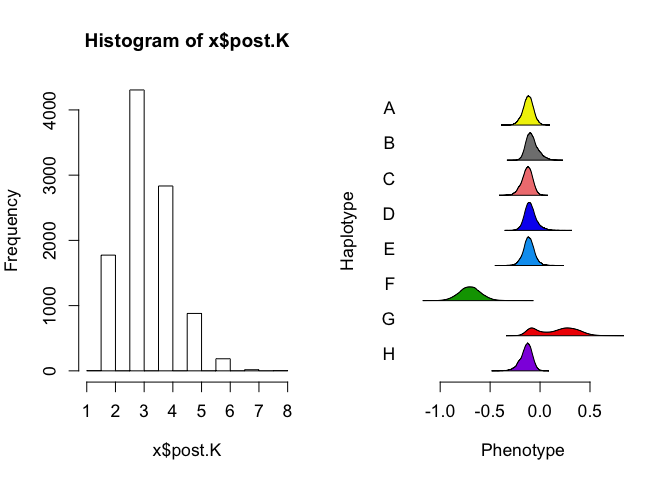 Histogram of x$post.K
Frequency
0
1000
2000
3000
4000
1 2 3 4 5 6 7 8
x$post.K
Haplotype
A
B
C
D
E
F
G
H
-1.0 -0.5 0.0 0.5
Phenotype